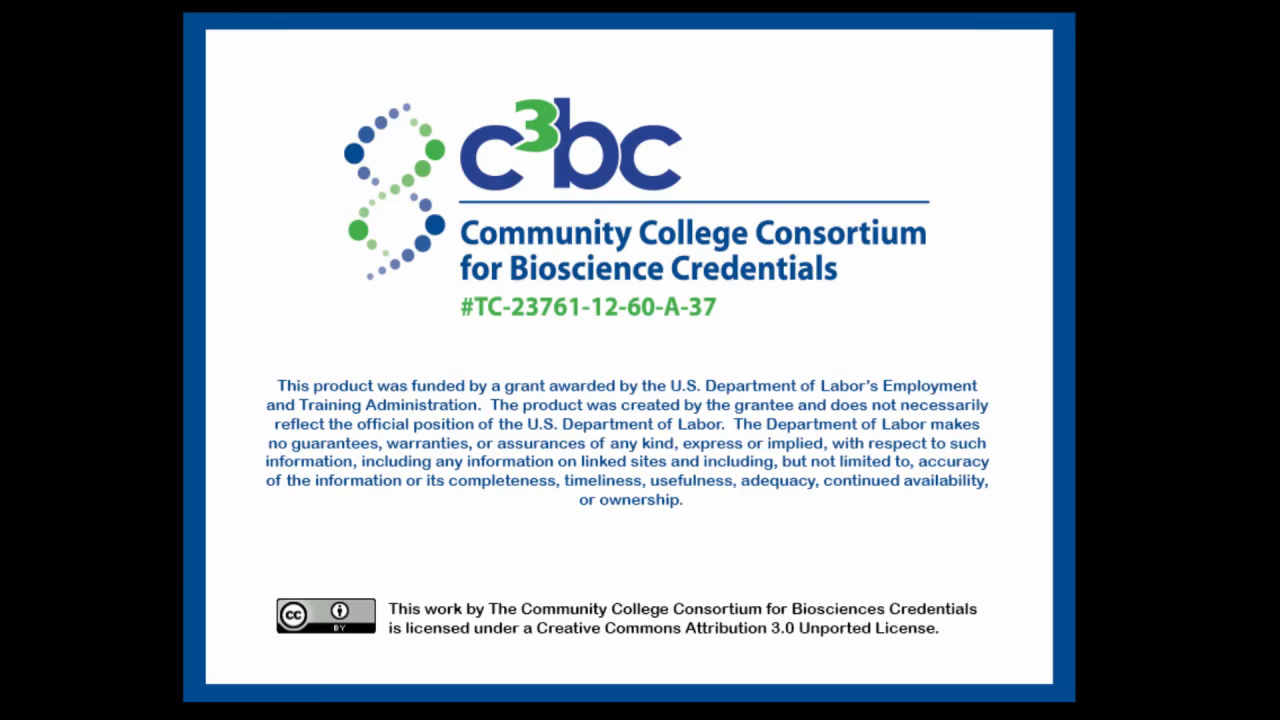 c3bc
Community College Consortium
for Bioscience Credentials
#TC-23761-12-60-A-37
This product was funded by a grant awarded by the U.S. Department of Labor’s Employment
and Training Administration. The product was created by the grantee and does not necessarily
reflect the official position of the U.S. Department of Labor. The Department of Labor makes
no guarantees, warranties, or assurances of any kind, express or implied, with respect to such
information, including any information on linked sites and including, but not limited to, accuracy
of the information or its completeness, timeliness, usefulness, adequacy, continued availability,
or ownership.
cc
BY
This work by The Community College Consortium for Biosciences Credentials
is licensed under a Creative Commons Attribution 3.0 Unported License.